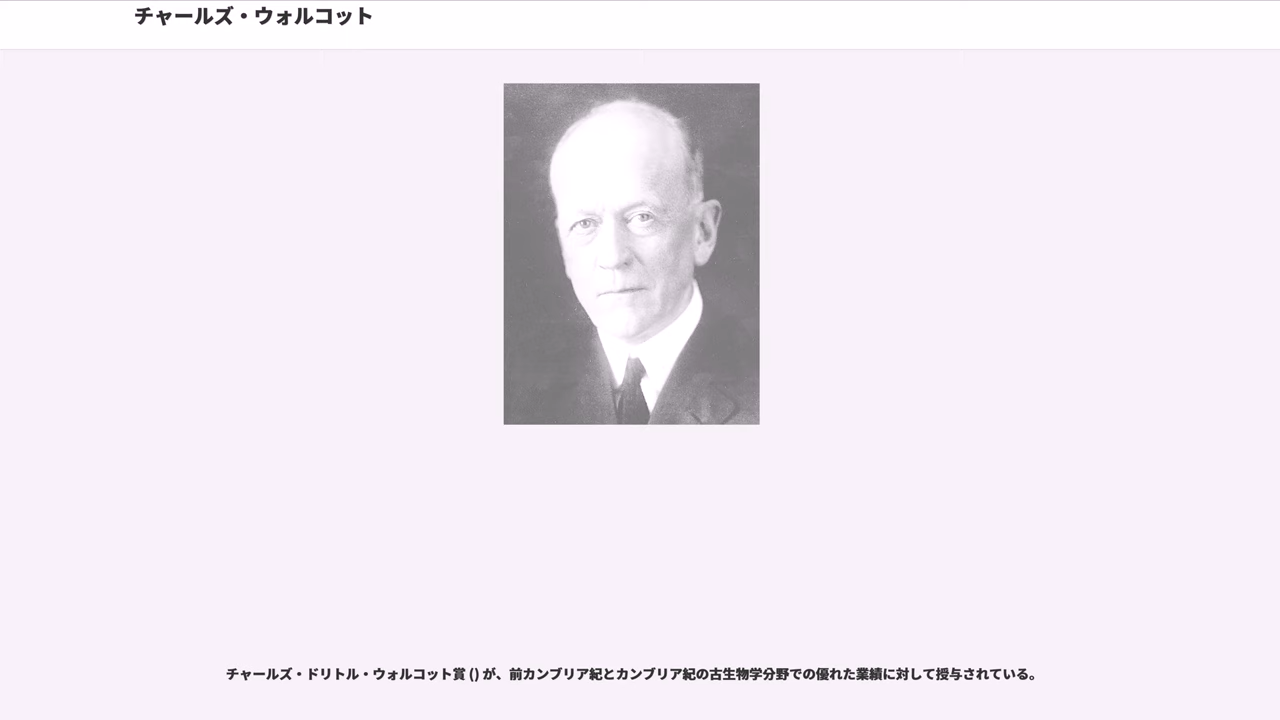 チャールズ・ウォルコット
チャールズ・ドリトル・ウォルコット賞 () が、前カンブリア紀とカンブリア紀の古生物学分野での優れた業績に対して授与されている。